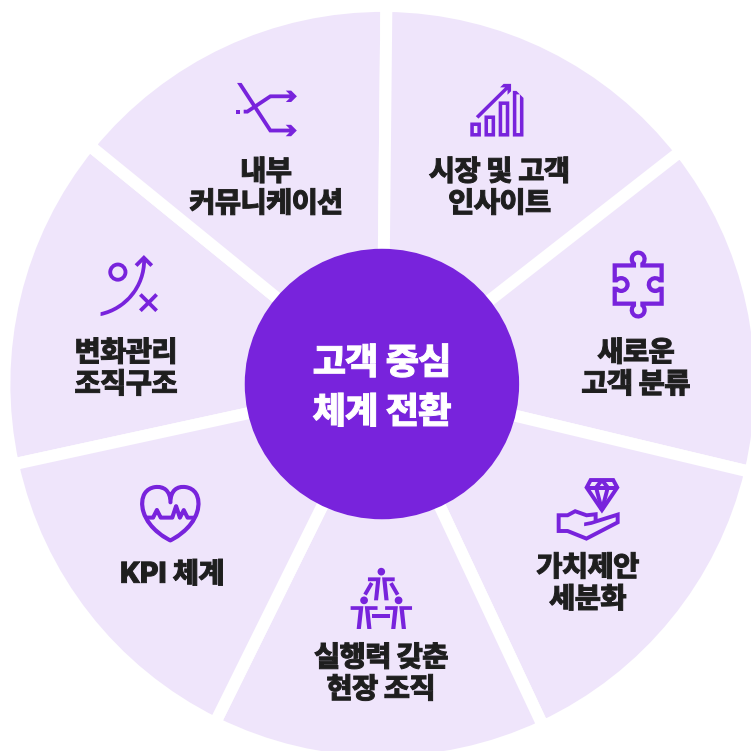 고객 중심
체계 전환
시장 및 고객
인사이트
새로운
고객 분류
가치제안
세분화
실행력 갖춘
현장 조직
KPI 체계
변화관리
조직구조
내부
커뮤니케이션